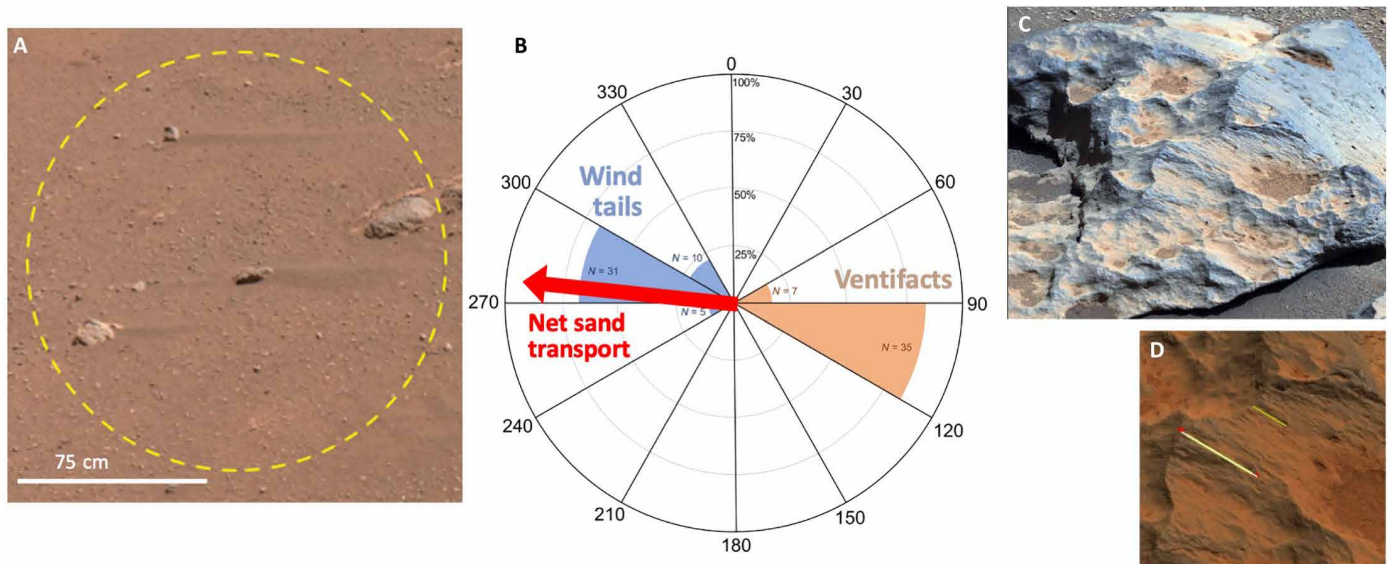 A
75 cm
B
0
30
60
90
120
150
180
210
240
270
300
330
100%
75%
50%
25%
Wind
tails
N = 31
N = 10
N = 5
Net sand
transport
N = 7
Ventifacts
N = 35
C
D